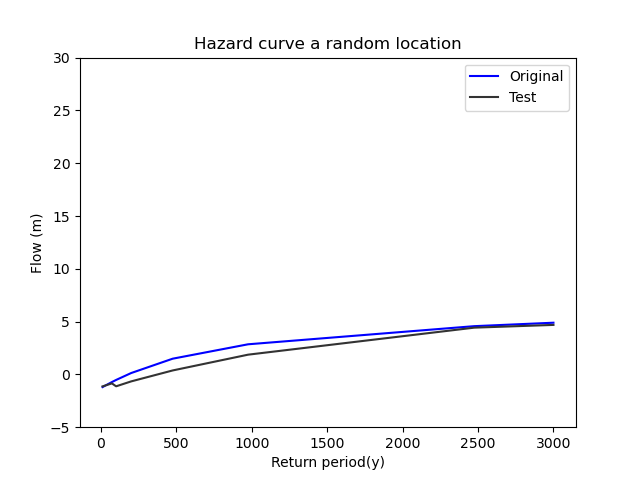 Hazard curve a random location
Original
Test
Flow (m)
30
25
20
15
10
5
0
−5
0 500 1000 1500 2000 2500 3000
Return period(y)